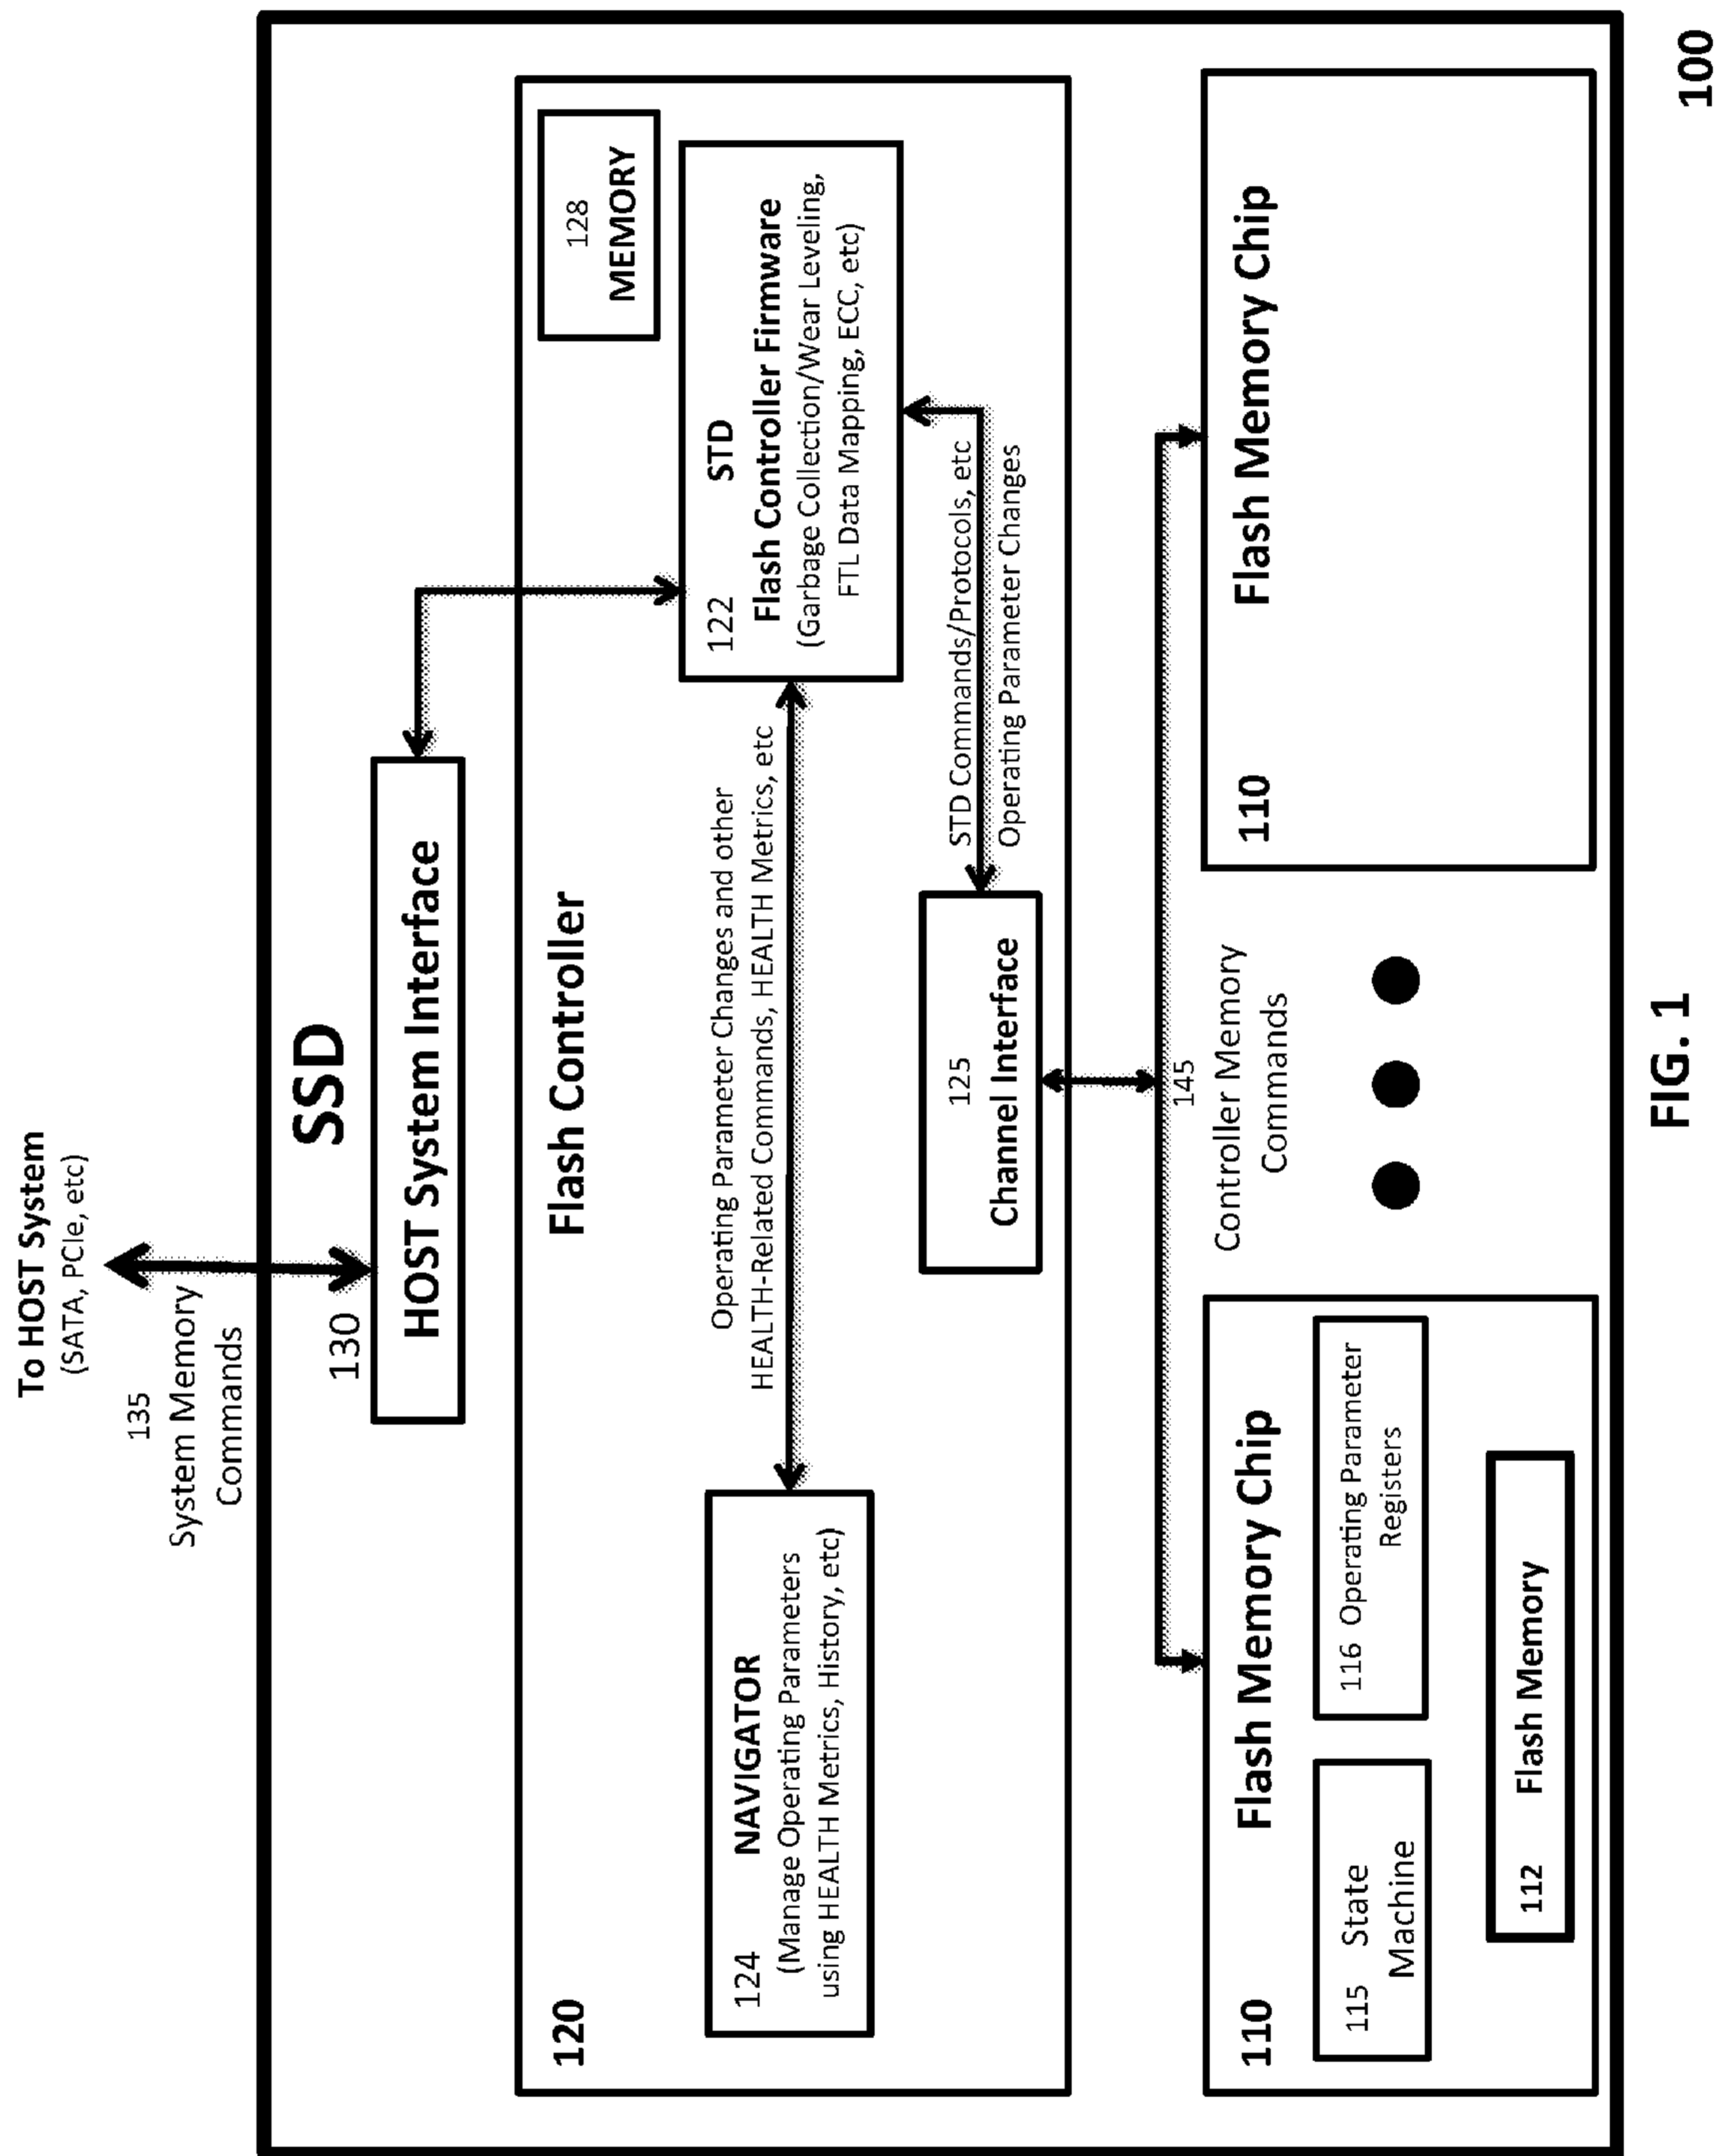 To HOST System
(SATA, PCIe, etc)
135
System Memory
Commands
SSD
130
HOST System Interface
120
Flash Controller
128
MEMORY
124 NAVIGATOR
(Manage Operating Parameters
using HEALTH Metrics, History, etc)
Operating Parameter Changes and other
HEALTH-Related Commands, HEALTH Metrics, etc
122 STD
Flash Controller Firmware
(Garbage Collection/Wear Leveling,
FTL Data Mapping, ECC, etc)
STD Commands/Protocols, etc
Operating Parameter Changes
125
Channel Interface
145
Controller Memory
Commands
110 Flash Memory Chip
115 State
Machine
116 Operating Parameter
Registers
112 Flash Memory
110 Flash Memory Chip
FIG. 1
100